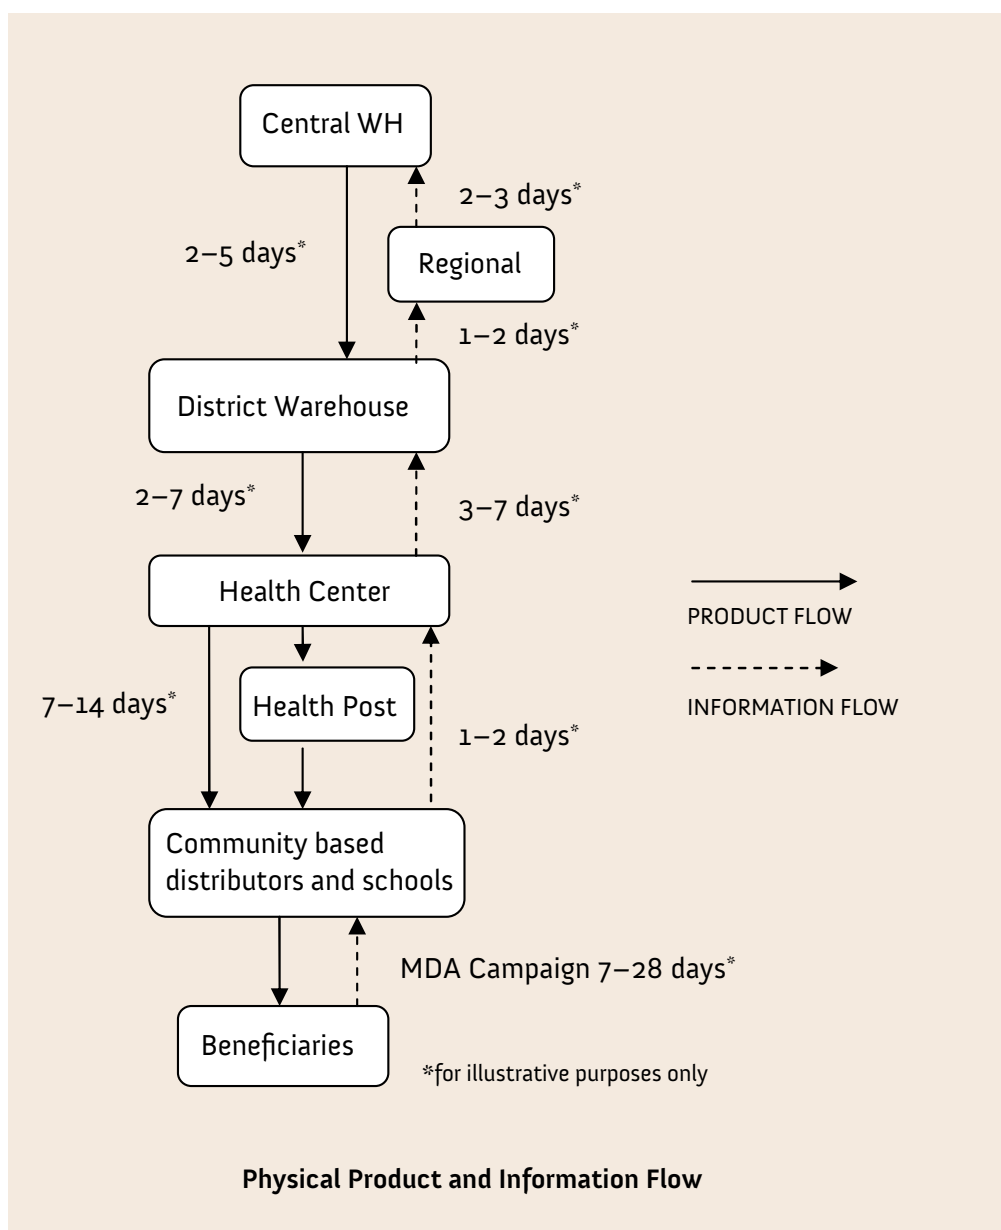 Central WH
2–3 days*
2–5 days*
Regional
1–2 days*
District Warehouse
2–7 days*
3–7 days*
Health Center
PRODUCT FLOW
7–14 days*
Health Post
INFORMATION FLOW
1–2 days*
Community based
distributors and schools
MDA Campaign 7–28 days*
Beneficiaries
*for illustrative purposes only
Physical Product and Information Flow